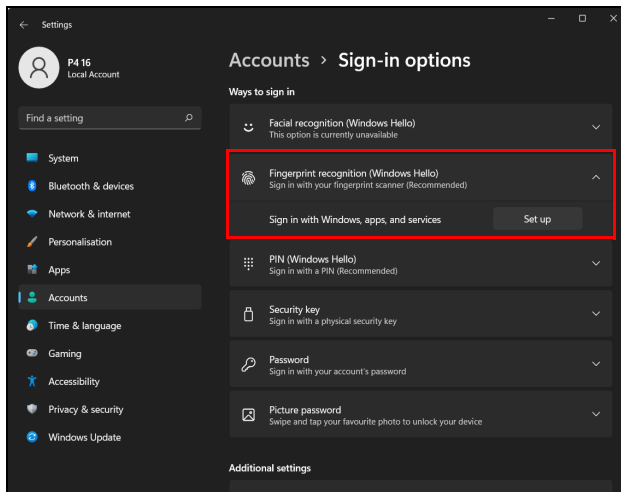 Settings
P4 16
Local Account
Find a setting
System
Bluetooth & devices
Network & internet
Personalisation
Apps
Accounts
Time & language
Gaming
Accessibility
Privacy & security
Windows Update
Accounts > Sign-in options
Ways to sign in
Facial recognition (Windows Hello)
This option is currently unavailable
Fingerprint recognition (Windows Hello)
Sign in with your fingerprint scanner (Recommended)
Sign in with Windows, apps, and services Set up
PIN (Windows Hello)
Sign in with a PIN (Recommended)
Security key
Sign in with a physical security key
Password
Sign in with your account's password
Picture password
Swipe and tap your favourite photo to unlock your device
Additional settings